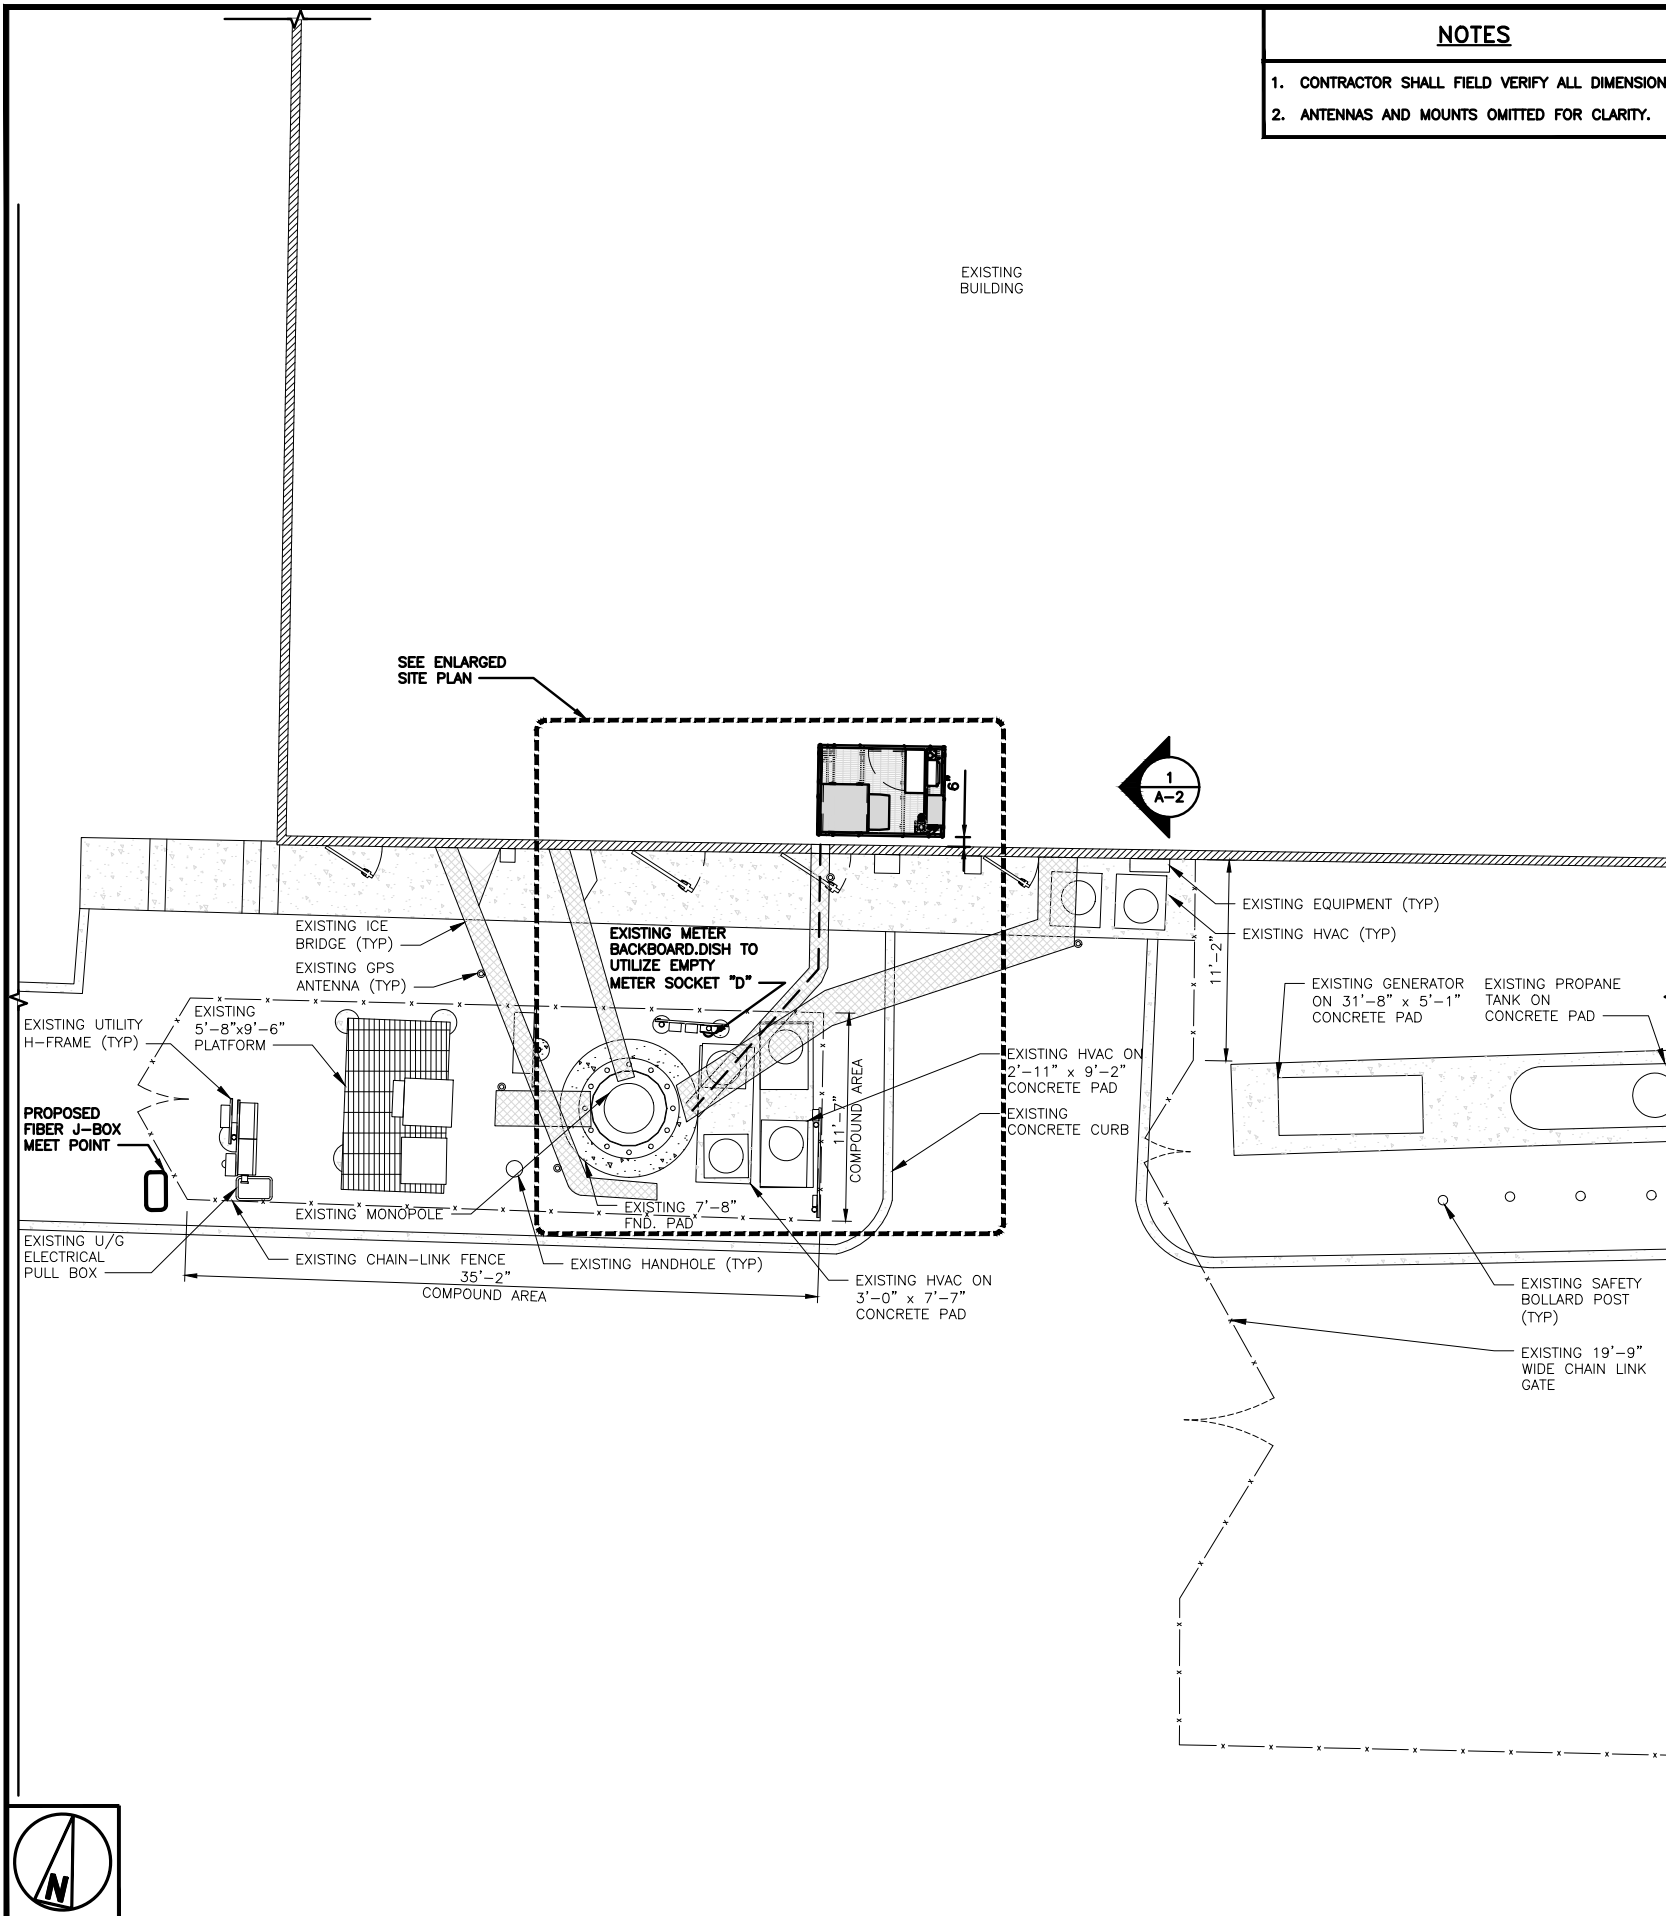 NOTES
1. CONTRACTOR SHALL FIELD VERIFY ALL DIMENSION
2. ANTENNAS AND MOUNTS OMITTED FOR CLARITY.
EXISTING
BUILDING
SEE ENLARGED
SITE PLAN
6"
1
A-2
EXISTING ICE
BRIDGE (TYP)
EXISTING GPS
ANTENNA (TYP)
EXISTING METER
BACKBOARD.DISH TO
UTILIZE EMPTY
METER SOCKET "D"
EXISTING EQUIPMENT (TYP)
EXISTING HVAC (TYP)
11'-2"
EXISTING GENERATOR
ON 31'-8" x 5'-1"
CONCRETE PAD
EXISTING PROPANE
TANK ON
CONCRETE PAD
EXISTING UTILITY
H-FRAME (TYP)
EXISTING
5'-8"x9'-6"
PLATFORM
PROPOSED
FIBER J-BOX
MEET POINT
11'-7"
COMPOUND AREA
EXISTING HVAC ON
2'-11" x 9'-2"
CONCRETE PAD
EXISTING
CONCRETE CURB
EXISTING MONOPOLE
EXISTING 7'-8"
FND. PAD
EXISTING U/G
ELECTRICAL
PULL BOX
EXISTING CHAIN-LINK FENCE
35'-2"
COMPOUND AREA
EXISTING HANDHOLE (TYP)
EXISTING HVAC ON
3'-0" x 7'-7"
CONCRETE PAD
EXISTING SAFETY
BOLLARD POST
(TYP)
EXISTING 19'-9"
WIDE CHAIN LINK
GATE
N